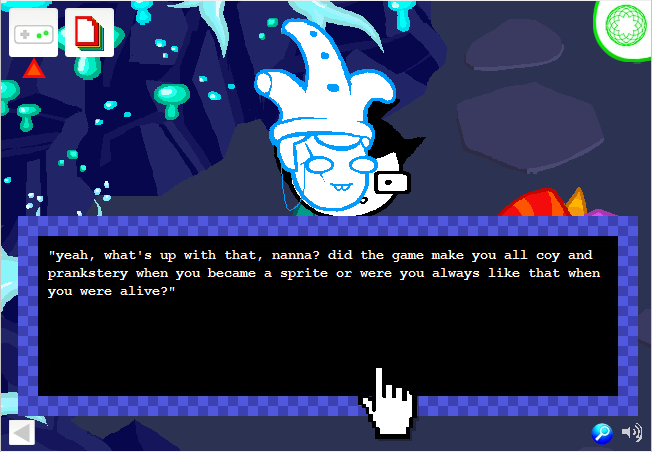 "yeah, what's up with that, nanna? did the game make you all coy and
prankstery when you became a sprite or were you always like that when
you were alive?"